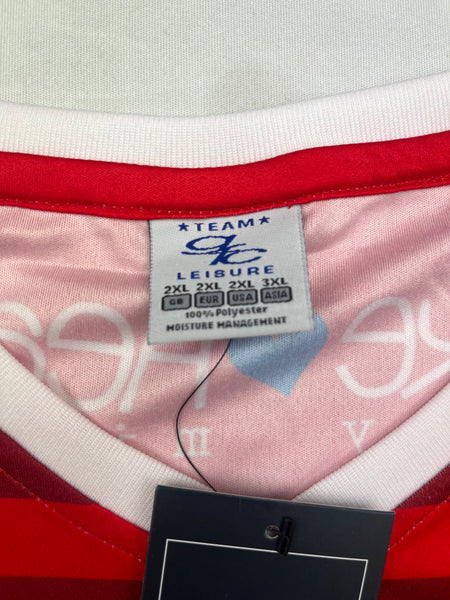 ★ TEAM ★
LEISURE
2XL 2XL 2XL 3XL
GB EUR USA ASIA
100% Polyester
MOISTURE MANAGEMENT